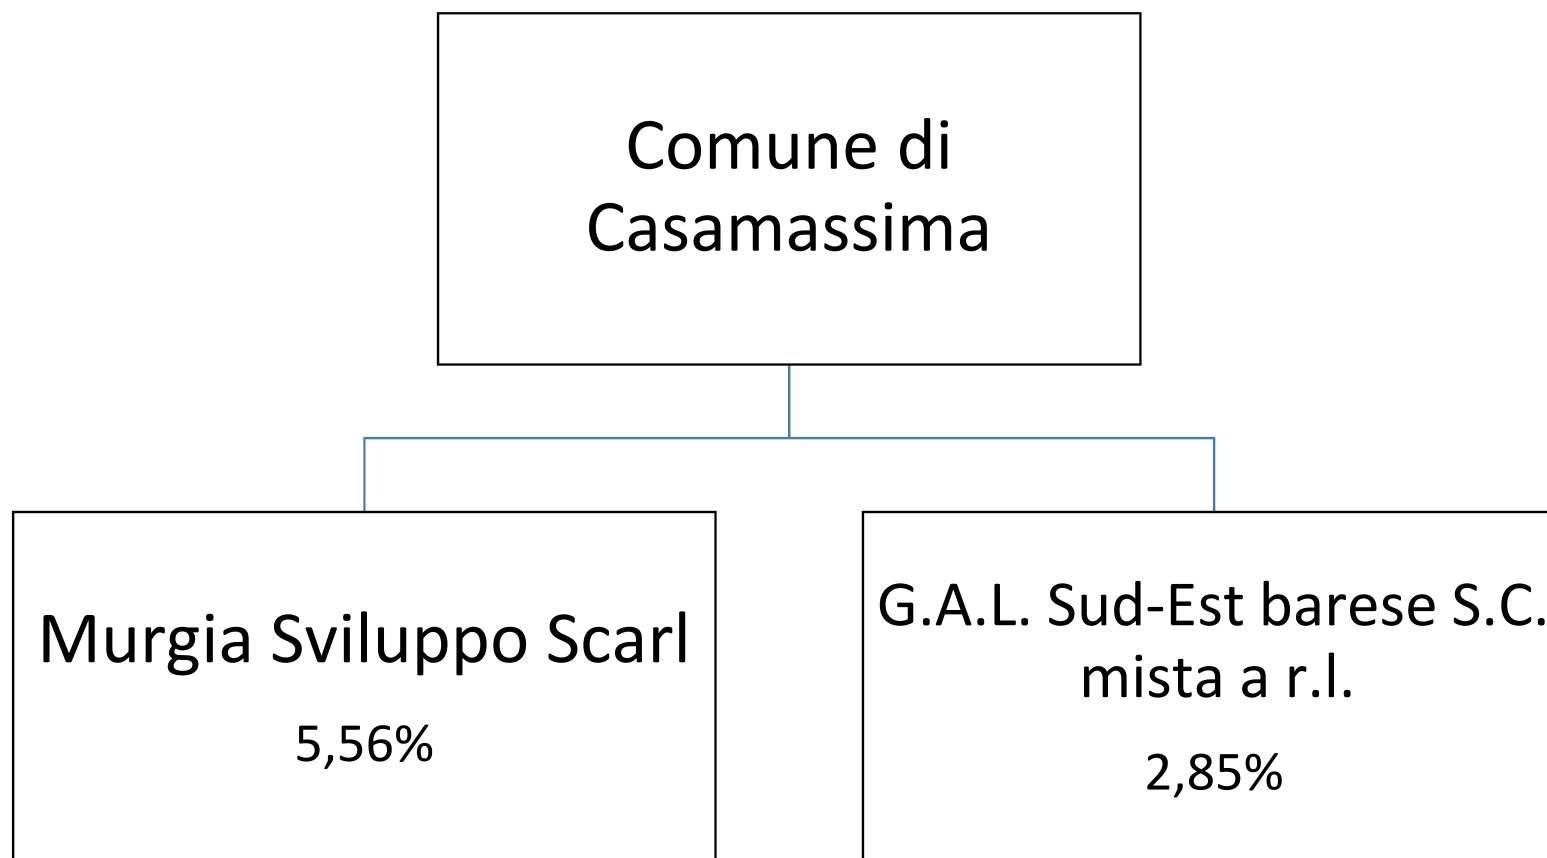 Comune di
Casamassima
Murgia Sviluppo Scarl
5,56%
G.A.L. Sud-Est barese S.C.
mista a r.l.
2,85%